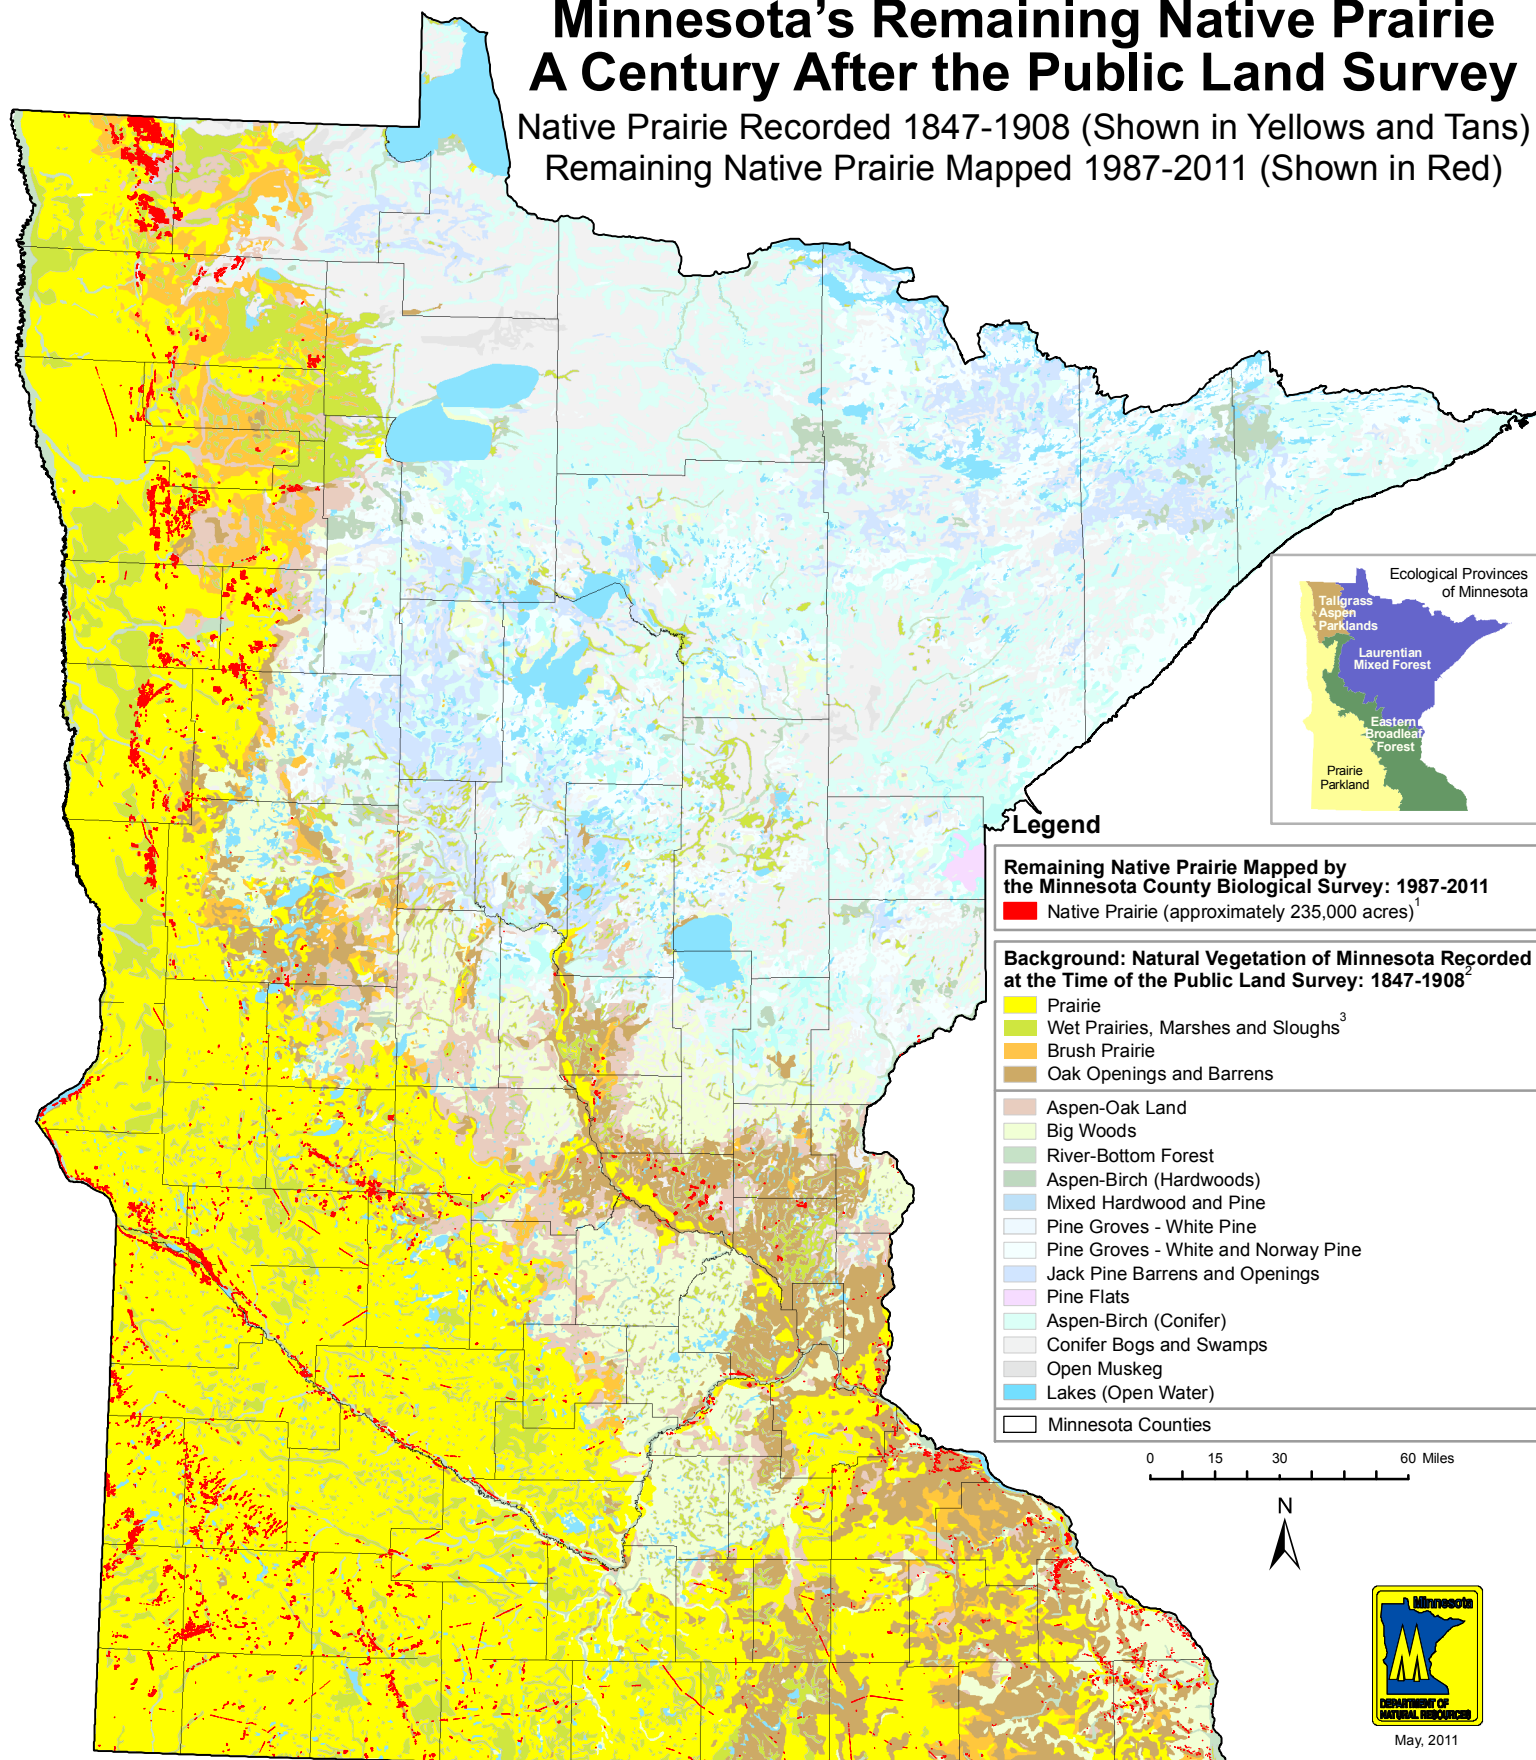 Minnesota's Remaining Native Prairie
A Century After the Public Land Survey
Native Prairie Recorded 1847-1908 (Shown in Yellows and Tans)
Remaining Native Prairie Mapped 1987-2011 (Shown in Red)
Ecological Provinces
of Minnesota
Tallgrass
Aspen
Parklands
Laurentian
Mixed Forest
Eastern
Broadleaf
Forest
Prairie
Parkland
Legend
Remaining Native Prairie Mapped by
the Minnesota County Biological Survey: 1987-2011
Native Prairie (approximately 235,000 acres)1
Background: Natural Vegetation of Minnesota Recorded
at the Time of the Public Land Survey: 1847-19082
Prairie
Wet Prairies, Marshes and Sloughs3
Brush Prairie
Oak Openings and Barrens
Aspen-Oak Land
Big Woods
River-Bottom Forest
Aspen-Birch (Hardwoods)
Mixed Hardwood and Pine
Pine Groves - White Pine
Pine Groves - White and Norway Pine
Jack Pine Barrens and Openings
Pine Flats
Aspen-Birch (Conifer)
Conifer Bogs and Swamps
Open Muskeg
Lakes (Open Water)
Minnesota Counties
0 15 30 60 Miles
N
Minnesota
DEPARTMENT OF
NATURAL RESOURCES
May, 2011